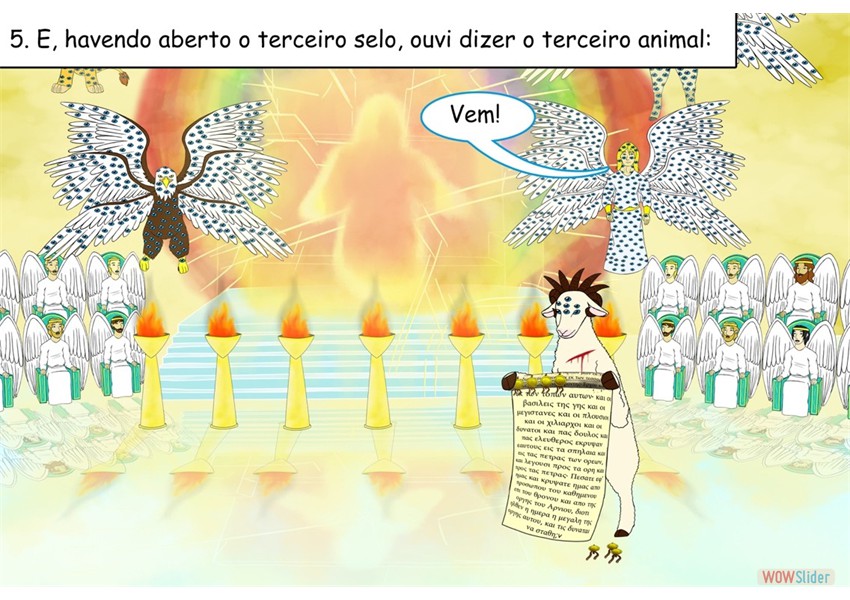 5. E, havendo aberto o terceiro selo, ouvi dizer o terceiro animal:
Vem!
τον τοπων αυτων· και οι
βασιλεις της γης και οι
μεγιστανες και οι πλουσιοι
και οι χιλιαρχοι και οι
δυνατοι και πας δουλος και
πας ελευθερος εκρυψαν
εαυτους εις τα σπηλαια και
εις τας πετρας των ορεων,
και λεγουσι προς τα ορη και
προς τας πετρας· Πεσατε εφ'
ημας και κρυψατε ημας απο
προσωπου του καθημενου
επι του θρονου και απο της
οργης του Αρνιου, διοτι
ηλθεν η ημερα η μεγαλη της
οργης αυτου, και τις δυναται
να σταθη;ν
WOWSlider